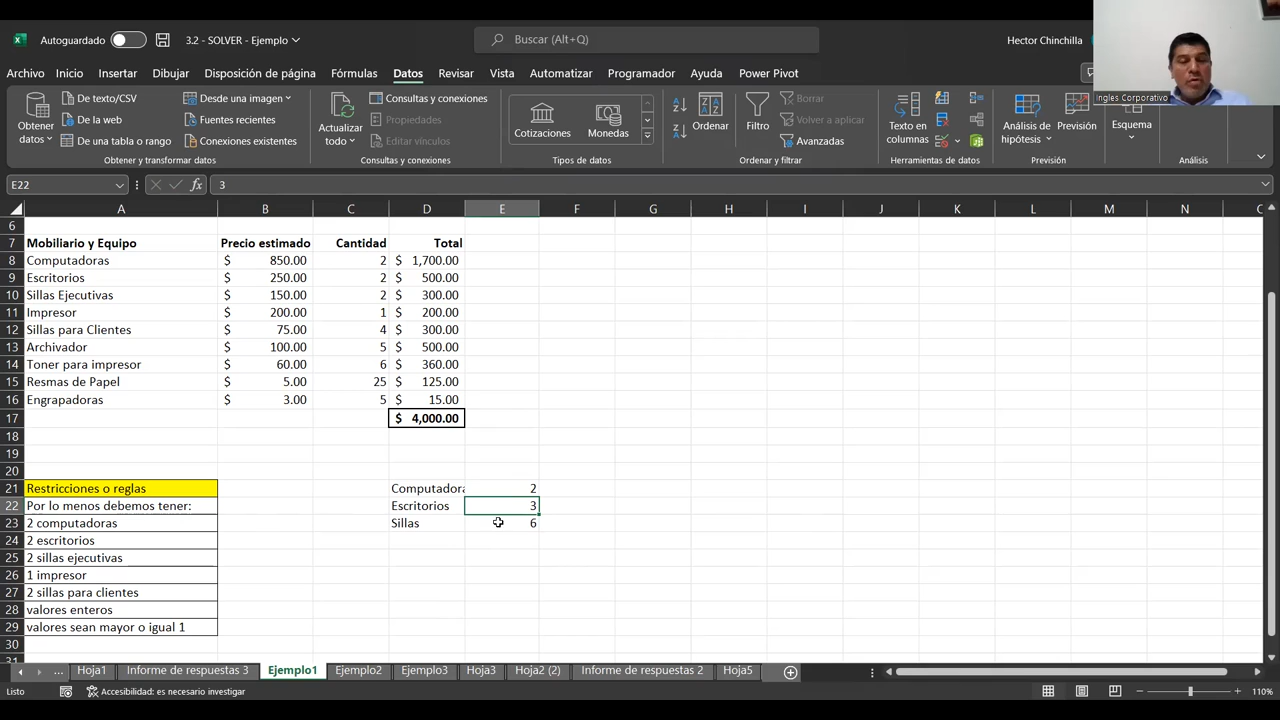 Autoguardado
3.2 - SOLVER - Ejemplo
Buscar (Alt+Q)
Hector Chinchilla
Ingles Corporativo
Archivo Inicio Insertar Dibujar Disposición de página Fórmulas Datos Revisar Vista Automatizar Programador Ayuda Power Pivot
Obtener datos
De texto/CSV
De la web
De una tabla o rango
Desde una imagen
Fuentes recientes
Conexiones existentes
Obtener y transformar datos
Actualizar todo
Consultas y conexiones
Propiedades
Editar vínculos
Consultas y conexiones
Cotizaciones
Monedas
Tipos de datos
Ordenar
Filtro
Borrar
Volver a aplicar
Avanzadas
Ordenar y filtrar
Texto en columnas
Herramientas de datos
Análisis de hipótesis
Previsión
Previsión
Esquema
Análisis
E22
3
A B C D E F G H I J K L M N
6
7 Mobiliario y Equipo Precio estimado Cantidad Total
8 Computadoras $ 850.00 2 $ 1,700.00
9 Escritorios $ 250.00 2 $ 500.00
10 Sillas Ejecutivas $ 150.00 2 $ 300.00
11 Impresor $ 200.00 1 $ 200.00
12 Sillas para Clientes $ 75.00 4 $ 300.00
13 Archivador $ 100.00 5 $ 500.00
14 Toner para impresor $ 60.00 6 $ 360.00
15 Resmas de Papel $ 5.00 25 $ 125.00
16 Engrapadoras $ 3.00 5 $ 15.00
17 $ 4,000.00
18
19
20
21 Restricciones o reglas Computadora 2
22 Por lo menos debemos tener: Escritorios 3
23 2 computadoras Sillas 6
24 2 escritorios
25 2 sillas ejecutivas
26 1 impresor
27 2 sillas para clientes
28 valores enteros
29 valores sean mayor o igual 1
30
... Hoja1 Informe de respuestas 3 Ejemplo1 Ejemplo2 Ejemplo3 Hoja3 Hoja2 (2) Informe de respuestas 2 Hoja5
Listo
Accesibilidad: es necesario investigar
110%